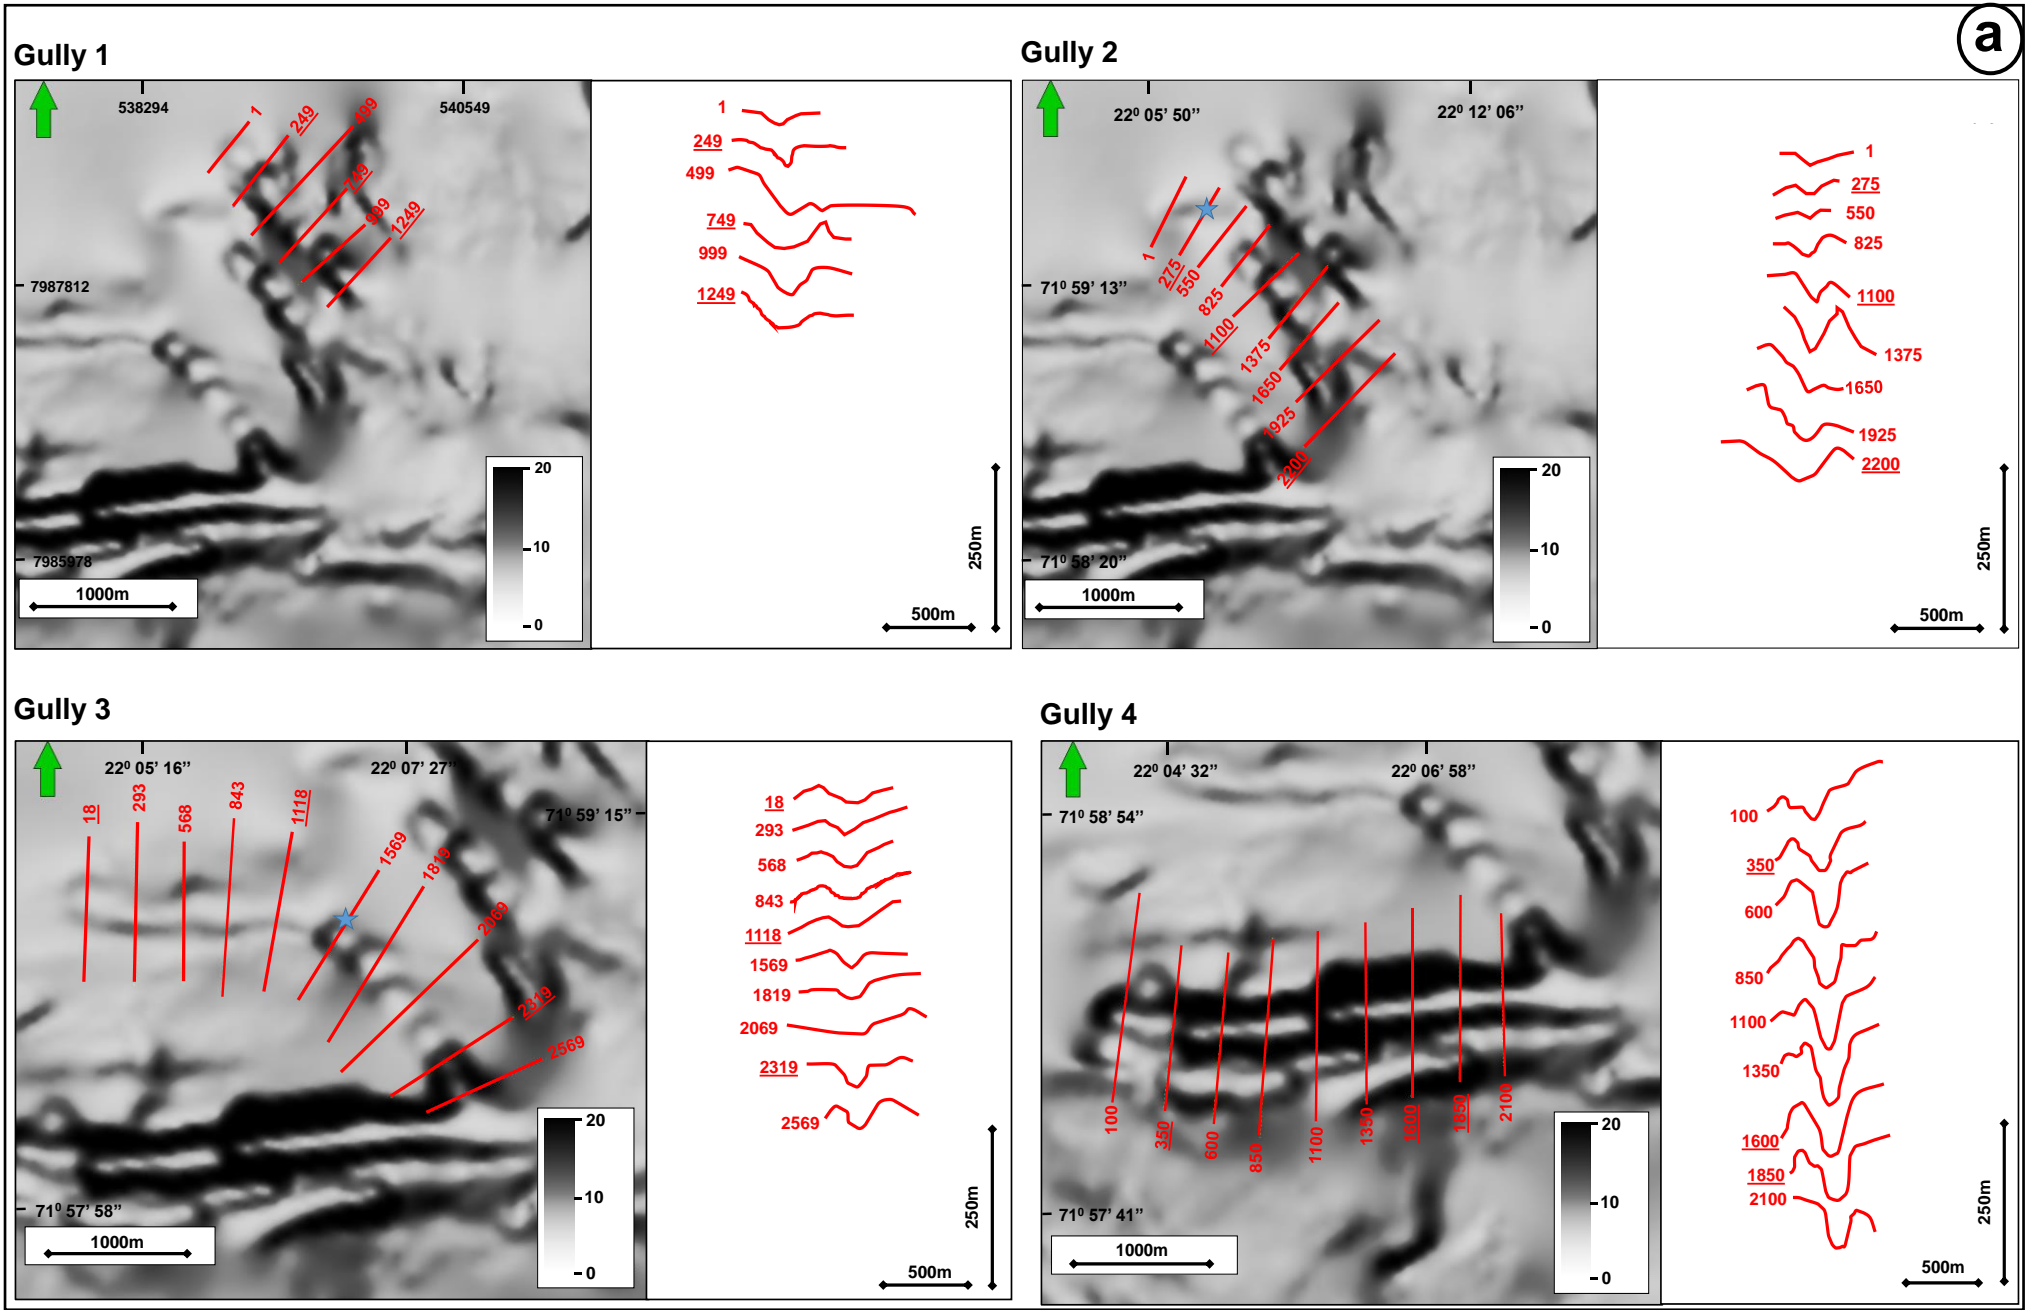 a
Gully 1
538294
540549
1
249
499
749
999
1249
7987812
7985978
1000m
20
10
0
1
249
499
749
999
1249
250m
500m
Gully 2
22⁰ 05’ 50”
22⁰ 12’ 06”
1
275
550
825
1100
1375
1650
1925
2200
71⁰ 59’ 13”
71⁰ 58’ 20”
1000m
20
10
0
1
275
550
825
1100
1375
1650
1925
2200
250m
500m
Gully 3
22⁰ 05’ 16”
22⁰ 07’ 27”
18
293
568
843
1118
1569
1819
2069
2319
2569
71⁰ 59’ 15”
71⁰ 57’ 58”
1000m
20
10
0
18
293
568
843
1118
1569
1819
2069
2319
2569
250m
500m
Gully 4
22⁰ 04’ 32”
22⁰ 06’ 58”
71⁰ 58’ 54”
100
350
600
850
1100
1350
1600
1850
2100
71⁰ 57’ 41”
1000m
20
10
0
100
350
600
850
1100
1350
1600
1850
2100
250m
500m